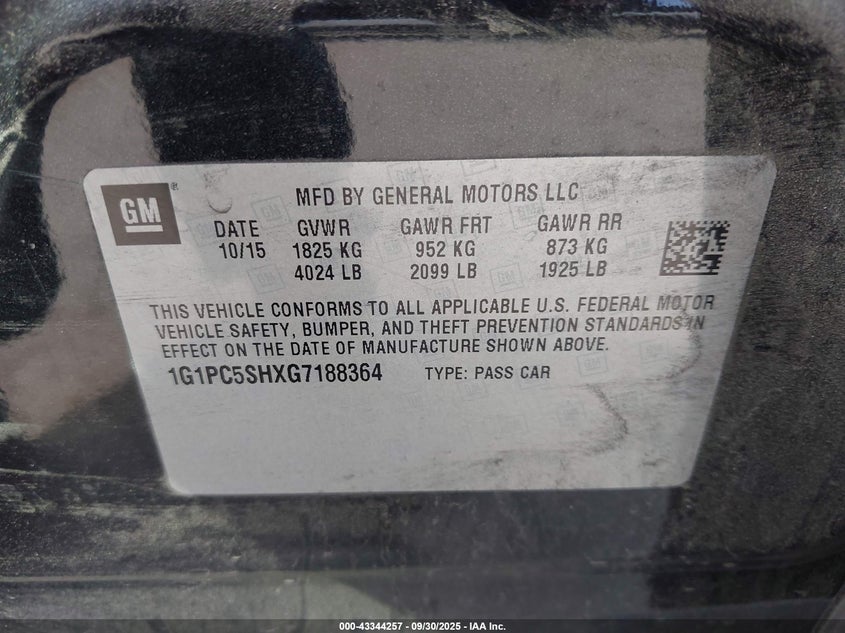 GM®
MFD BY GENERAL MOTORS LLC
DATE GVWR GAWR FRT GAWR RR
10/15 1825 KG 952 KG 873 KG
4024 LB 2099 LB 1925 LB
THIS VEHICLE CONFORMS TO ALL APPLICABLE U.S. FEDERAL MOTOR
VEHICLE SAFETY, BUMPER, AND THEFT PREVENTION STANDARDS IN
EFFECT ON THE DATE OF MANUFACTURE SHOWN ABOVE.
1G1PC5SHXG7188364 TYPE: PASS CAR
000-43344257 - 09/30/2025 - IAA Inc.